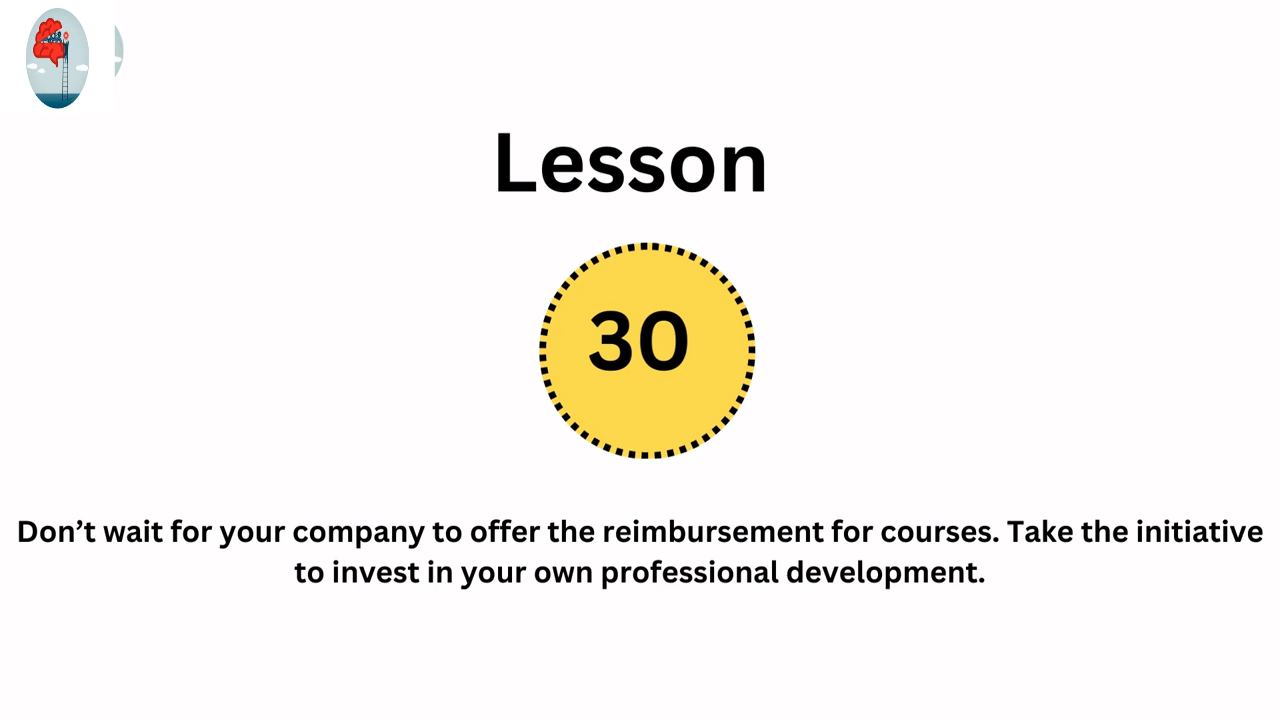 Lesson
30
Don’t wait for your company to offer the reimbursement for courses. Take the initiative
to invest in your own professional development.